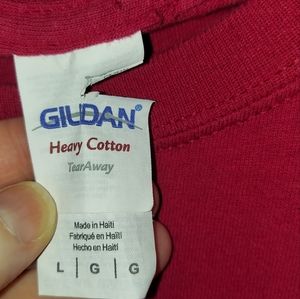 GILDAN®
Heavy Cotton
TearAway
Made in Haiti
Fabriqué en Haïti
Hecho en Haití
L | G | G